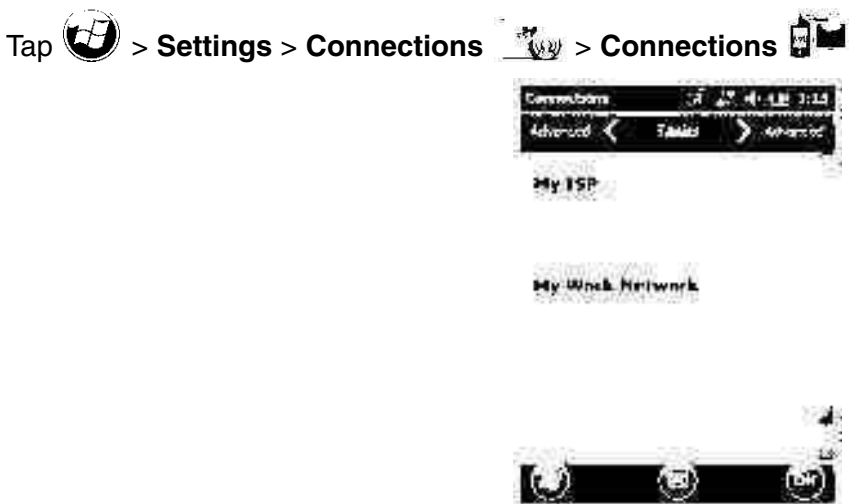 Tap > Settings > Connections > Connections
Connections
Advanced < Tasks > Advanced
My ISP
My Work Network